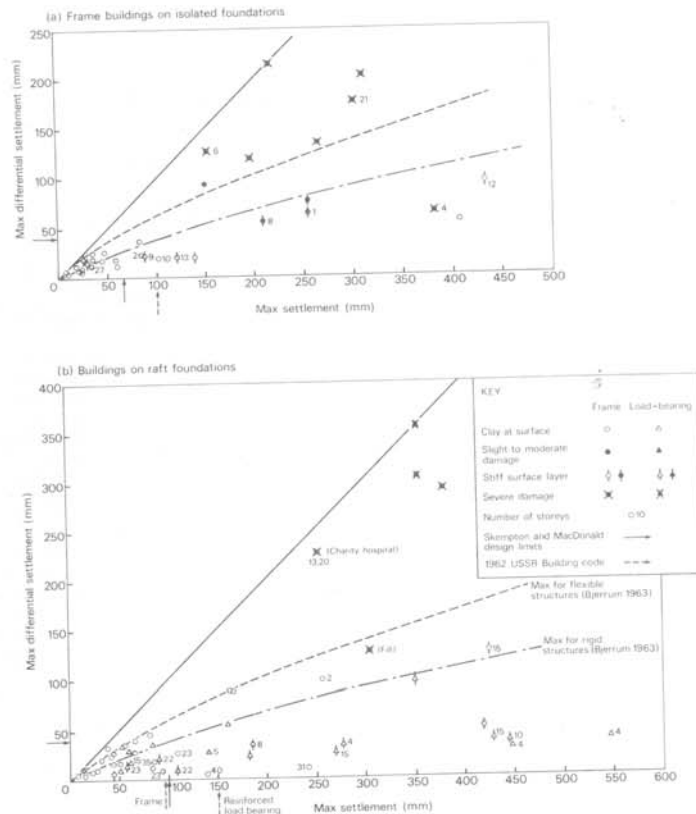 (a) Frame buildings on isolated foundations
250
200
150
100
50
0
Max differential settlement (mm)
21
6
12
1
8
4
26
9
10
13
27
0 50 100 150 200 250 300 350 400 450 500
Max settlement (mm)
(b) Buildings on raft foundations
400
350
300
250
200
150
100
50
0
Max differential settlement (mm)
KEY
Frame Load-bearing
Clay at surface
Slight to moderate
damage
Stiff surface layer
Severe damage
Number of storeys
10
Skempton and MacDonald
design limits
1962 USSR Building code
(Charity hospital)
13,20
Max for flexible
structures (Bjerrum 1963)
Max for rigid
structures (Bjerrum 1963)
(Fill)
16
2
15
10
4
4
8
4
15
5
23
22
22
23
4
31
0 50 100 150 200 250 300 350 400 450 500 550 600
Frame
Reinforced
load bearing
Max settlement (mm)